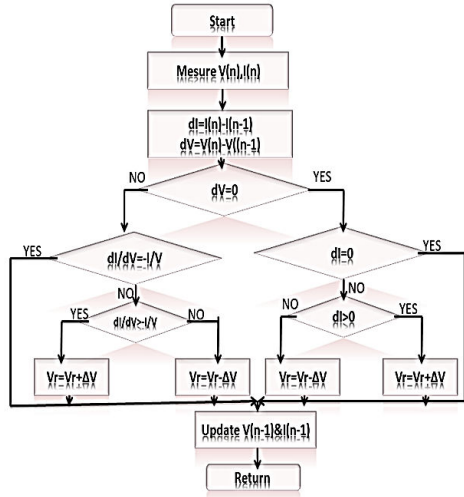 Start
Mesure V(n),I(n)
dI=I(n)-I(n-1)
dV=V(n)-V((n-1)
NO
dV=0
YES
YES
dI/dV=-I/V
dI=0
YES
NO
NO
YES
dI/dV>-I/V
NO
NO
dI>0
YES
Vr=Vr+ΔV
Vr=Vr-ΔV
Vr=Vr-ΔV
Vr=Vr+ΔV
Update V(n-1)&I(n-1)
Return